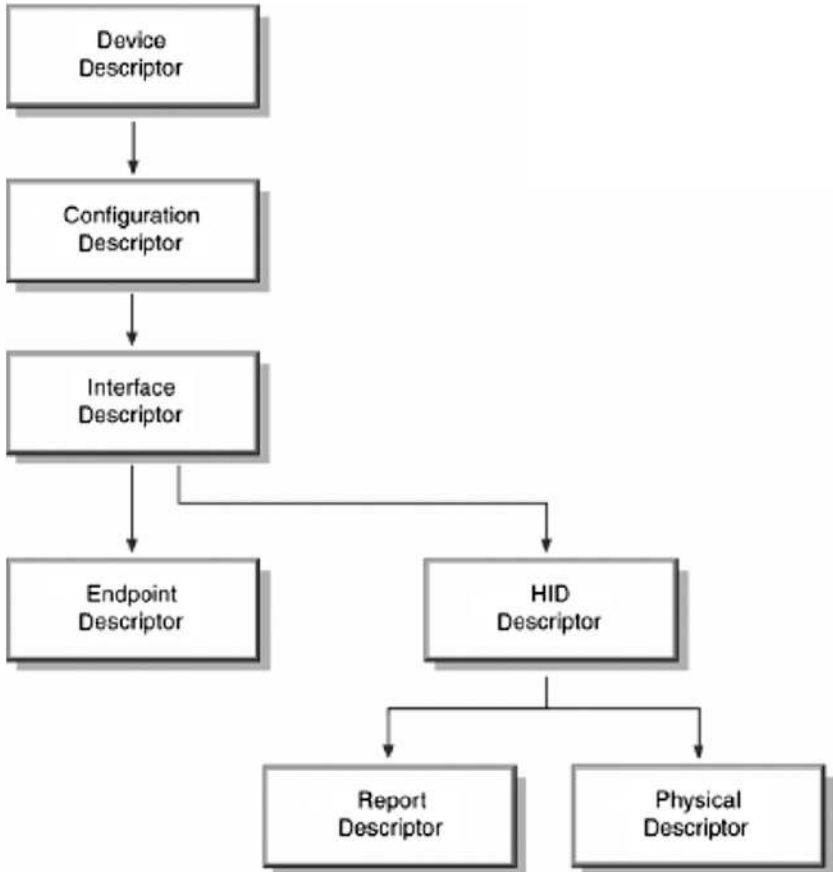 Device
Descriptor
Configuration
Descriptor
Interface
Descriptor
Endpoint
Descriptor
HID
Descriptor
Report
Descriptor
Physical
Descriptor